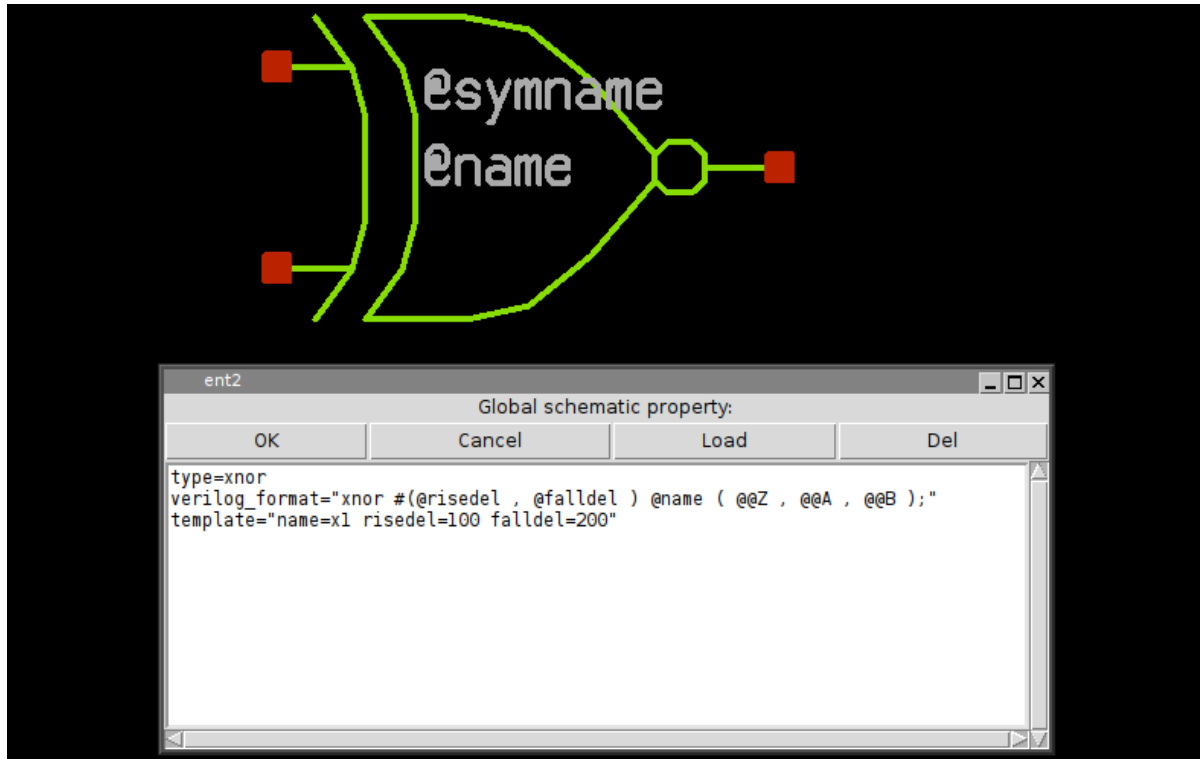 @symname
@name
ent2
Global schematic property:
OK Cancel Load Del
type=xnor
verilog_format="xnor #(@risedel , @falldel ) @name ( @@Z , @@A , @@B );"
template="name=x1 risedel=100 falldel=200"